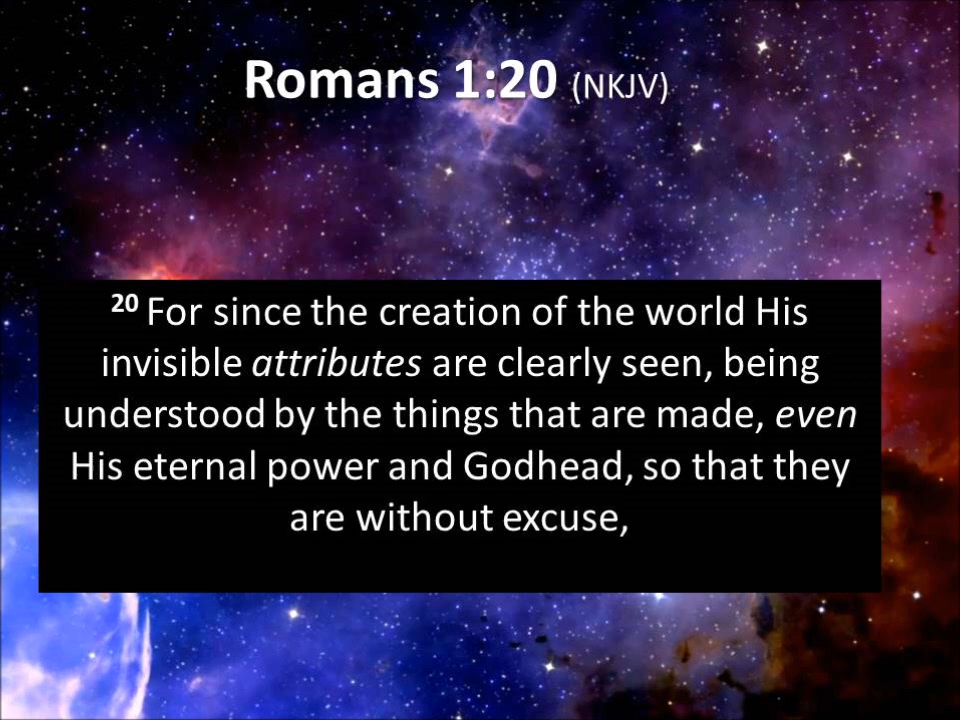 Romans 1:20 (NKJV)
20 For since the creation of the world His
invisible attributes are clearly seen, being
understood by the things that are made, even
His eternal power and Godhead, so that they
are without excuse,